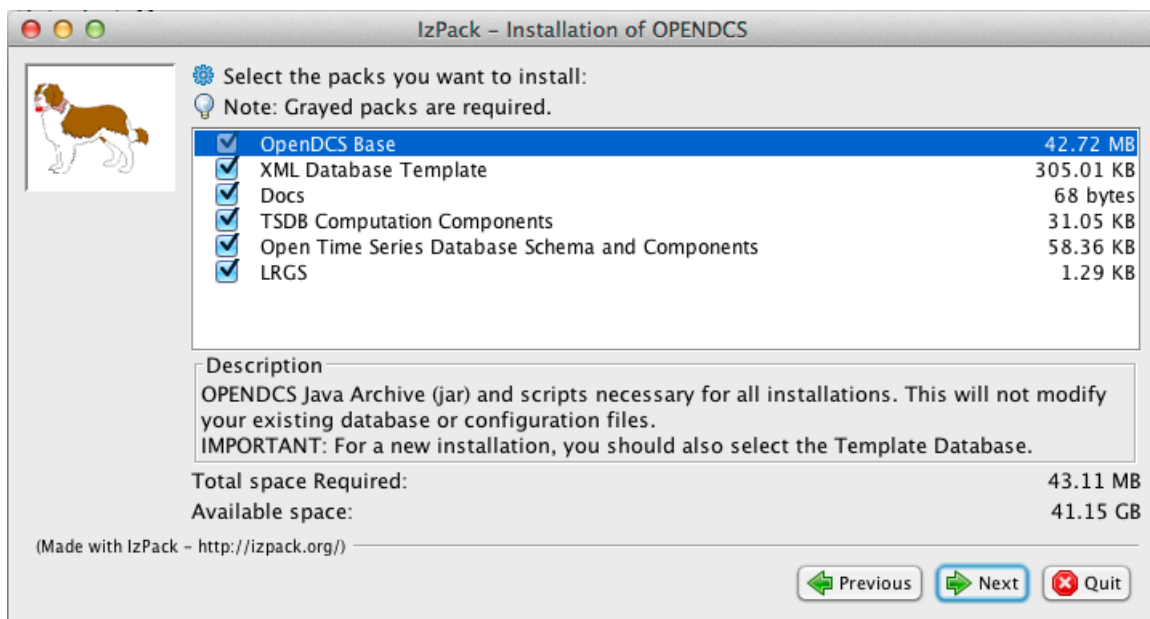 IzPack – Installation of OPENDCS
Select the packs you want to install:
Note: Grayed packs are required.
OpenDCS Base 42.72 MB
XML Database Template 305.01 KB
Docs 68 bytes
TSDB Computation Components 31.05 KB
Open Time Series Database Schema and Components 58.36 KB
LRGS 1.29 KB
Description
OPENDCS Java Archive (jar) and scripts necessary for all installations. This will not modify
your existing database or configuration files.
IMPORTANT: For a new installation, you should also select the Template Database.
Total space Required: 43.11 MB
Available space: 41.15 GB
(Made with IzPack – http://izpack.org/)
Previous Next Quit